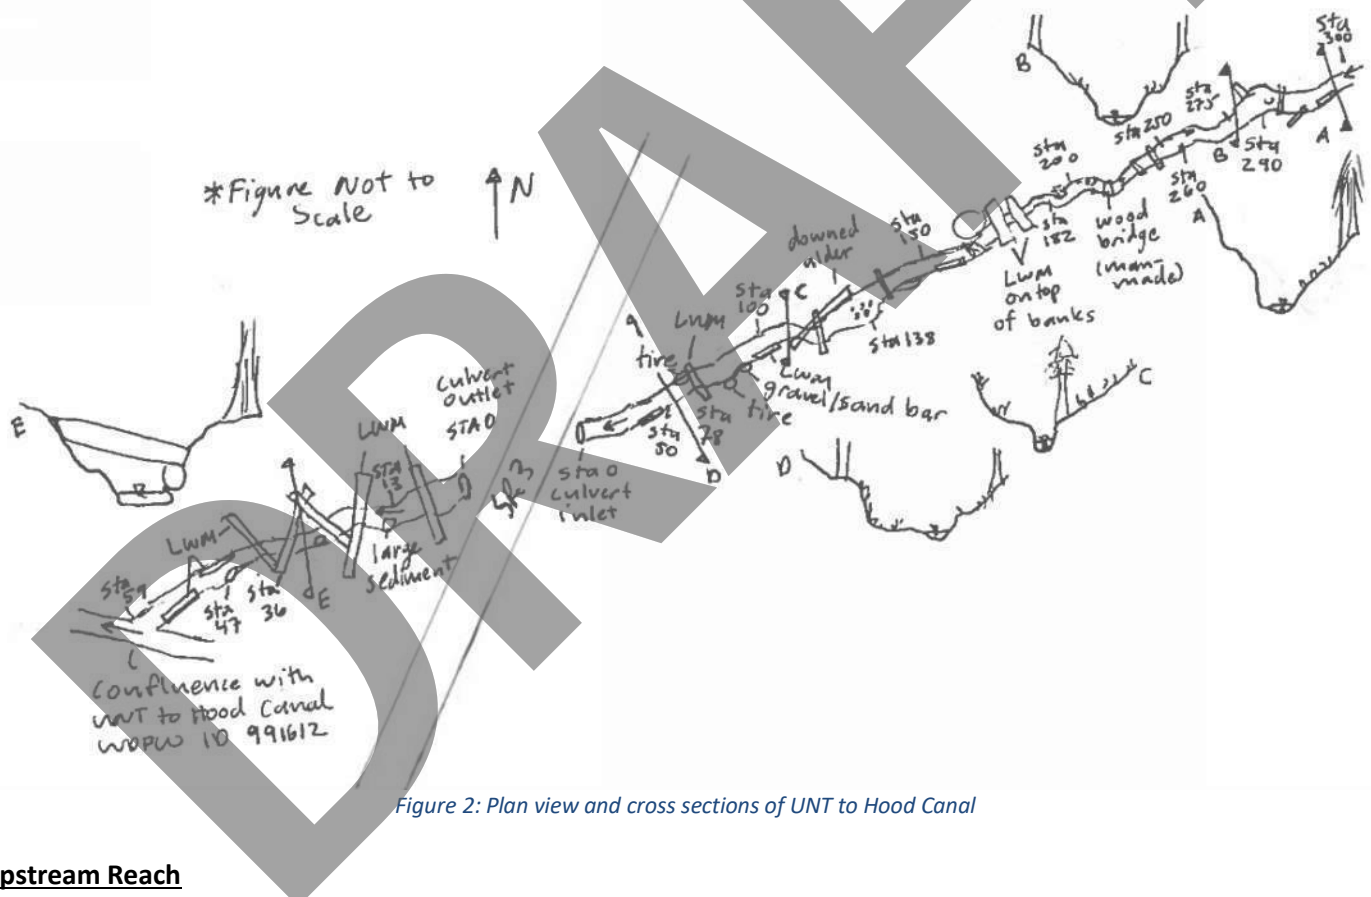 DRAF
sta
300
B
sta
275
sta 250
A
sta
200
B
sta
290
sta
260
*Figure Not to
Scale
N
A
sta
150
sta
182
wood
bridge
(man-
made)
downed
alder
LWM
on top
of banks
sta
100
C
LWM
sta 138
tire
LWM
gravel/sand bar
C
Culvert
outlet
STA 0
sta
78
tire
E
sta
50
LWM
D
D
STA
13
SR3
sta 0
culvert
inlet
LWM
large
sediment
sta
59
sta
47
sta
36
E
Confluence with
UNT to Hood Canal
WDFW ID 991612
Figure 2: Plan view and cross sections of UNT to Hood Canal
pstream Reach